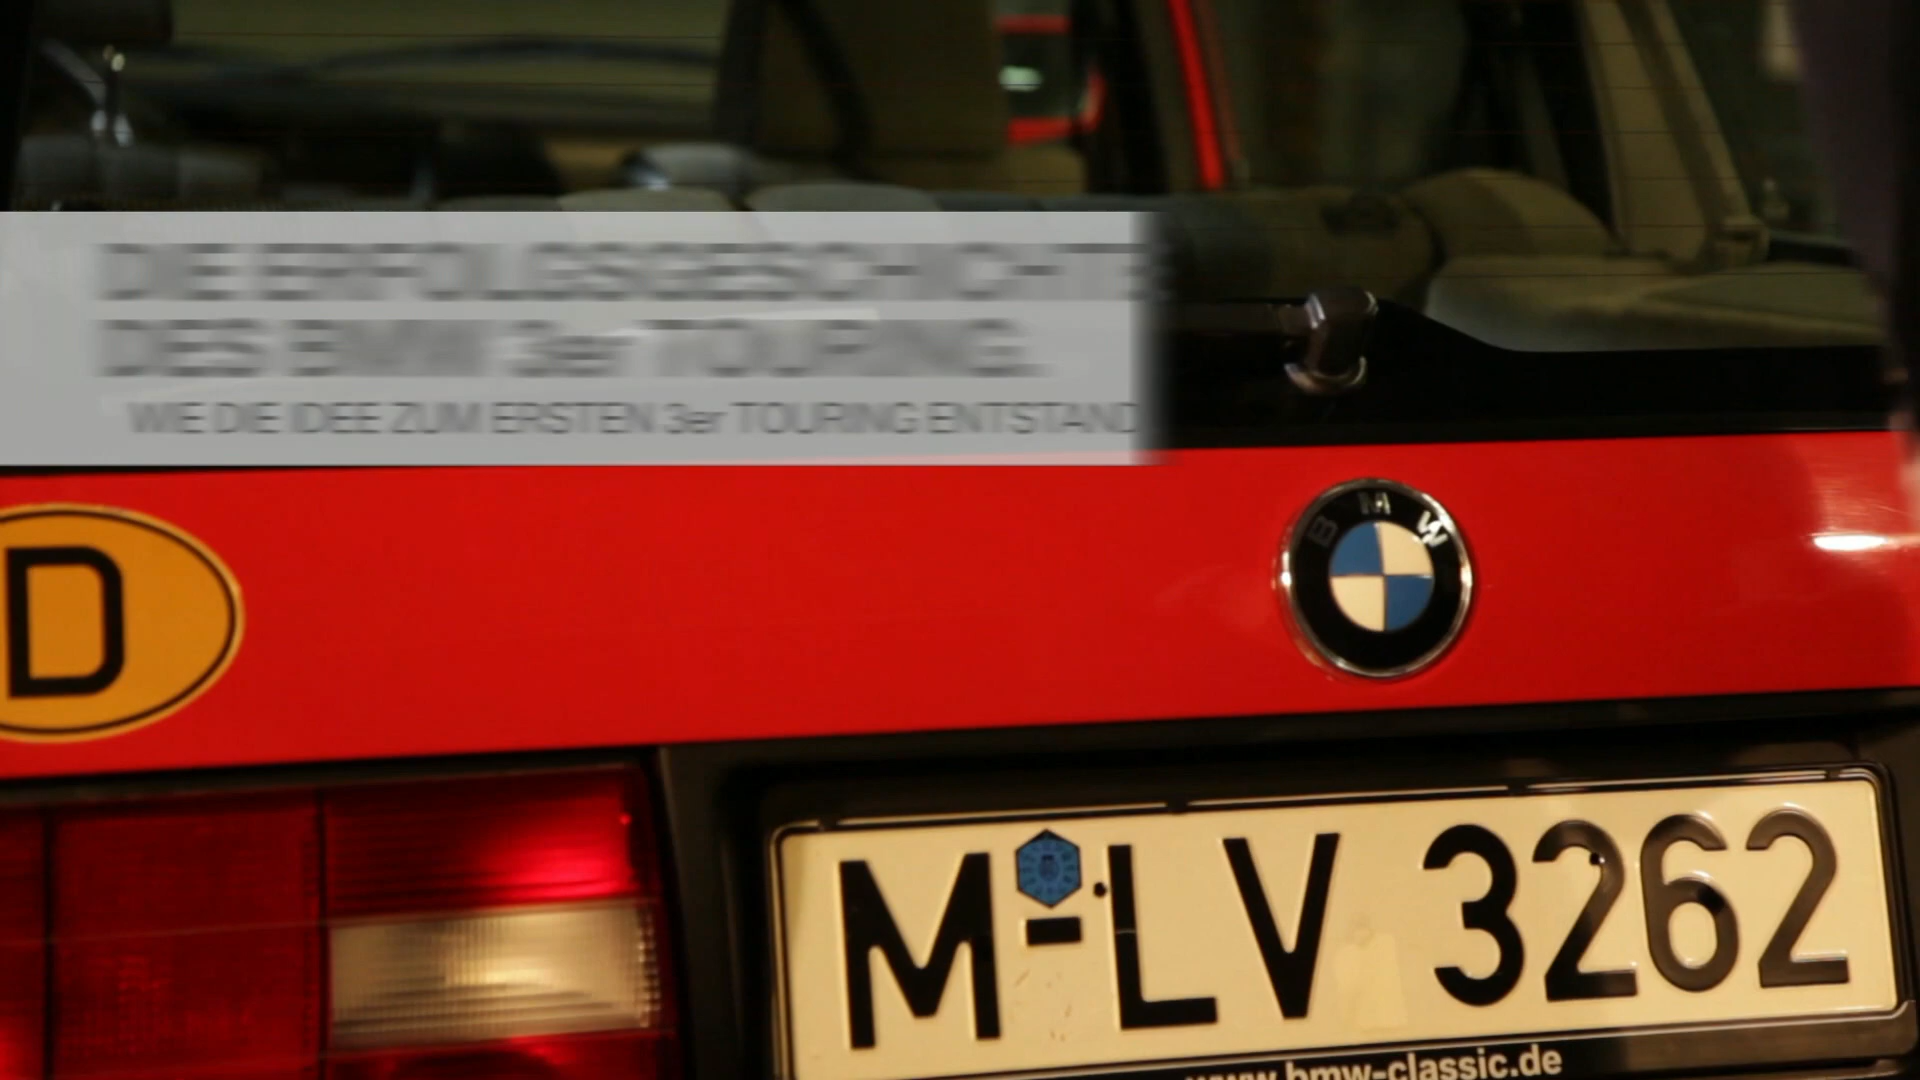 DIE ERFOLGSGESCHICHTE
DES BMW 3er TOURING.
WIE DIE IDEE ZUM ERSTEN 3er TOURING ENTSTAND
D
BMW
M-LV 3262
www.bmw-classic.de